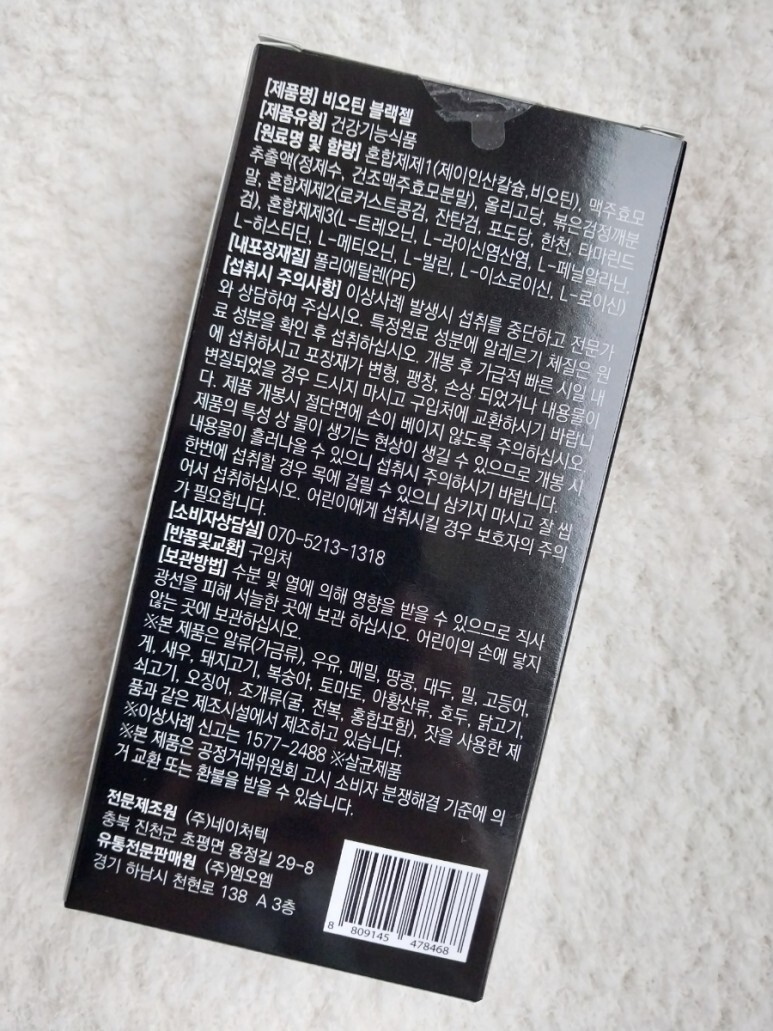 [제품명] 비오틴 블랙젤
[제품유형] 건강기능식품
[원료명 및 함량] 혼합제제1(제이인산칼슘,비오틴), 맥주효모
추출액(정제수, 건조맥주효모분말), 올리고당, 볶은검정깨분
말, 혼합제제2(로커스트콩검, 잔탄검, 포도당, 한천, 타마린드
검), 혼합제제3(L-트레오닌, L-라이신염산염, L-페닐알라닌,
L-히스티딘, L-메티오닌, L-발린, L-이소로이신, L-로이신)
[내포장재질] 폴리에틸렌(PE)
[섭취시 주의사항] 이상사례 발생시 섭취를 중단하고 전문가
와 상담하여 주십시오. 특정원료 성분에 알레르기 체질은 원
료 성분을 확인 후 섭취하십시오. 개봉 후 가급적 빠른 시일 내
에 섭취하시고 포장재가 변형, 팽창, 손상 되었거나 내용물이
변질되었을 경우 드시지 마시고 구입처에 교환하시기 바랍니
다. 제품 개봉시 절단면에 손이 베이지 않도록 주의하십시오.
제품의 특성 상 물이 생기는 현상이 생길 수 있으므로 개봉 시
내용물이 흘러나올 수 있으니 섭취시 주의하시기 바랍니다.
한번에 섭취할 경우 목에 걸릴 수 있으니 삼키지 마시고 잘 씹
어서 섭취하십시오. 어린이에게 섭취시킬 경우 보호자의 주의
가 필요합니다.
[소비자상담실] 070-5213-1318
[반품및교환] 구입처
[보관방법] 수분 및 열에 의해 영향을 받을 수 있으므로 직사
광선을 피해 서늘한 곳에 보관 하십시오. 어린이의 손에 닿지
않는 곳에 보관하십시오.
※본 제품은 알류(가금류), 우유, 메밀, 땅콩, 대두, 밀, 고등어,
게, 새우, 돼지고기, 복숭아, 토마토, 아황산류, 호두, 닭고기,
쇠고기, 오징어, 조개류(굴, 전복, 홍합포함), 잣을 사용한 제
품과 같은 제조시설에서 제조하고 있습니다.
※이상사례 신고는 1577-2488 ※살균제품
※본 제품은 공정거래위원회 고시 소비자 분쟁해결 기준에 의
거 교환 또는 환불을 받을 수 있습니다.
전문제조원 (주)네이처텍
충북 진천군 초평면 용정길 29-8
유통전문판매원 (주)엠오엠
경기 하남시 천현로 138 A 3층
8 809145 478468